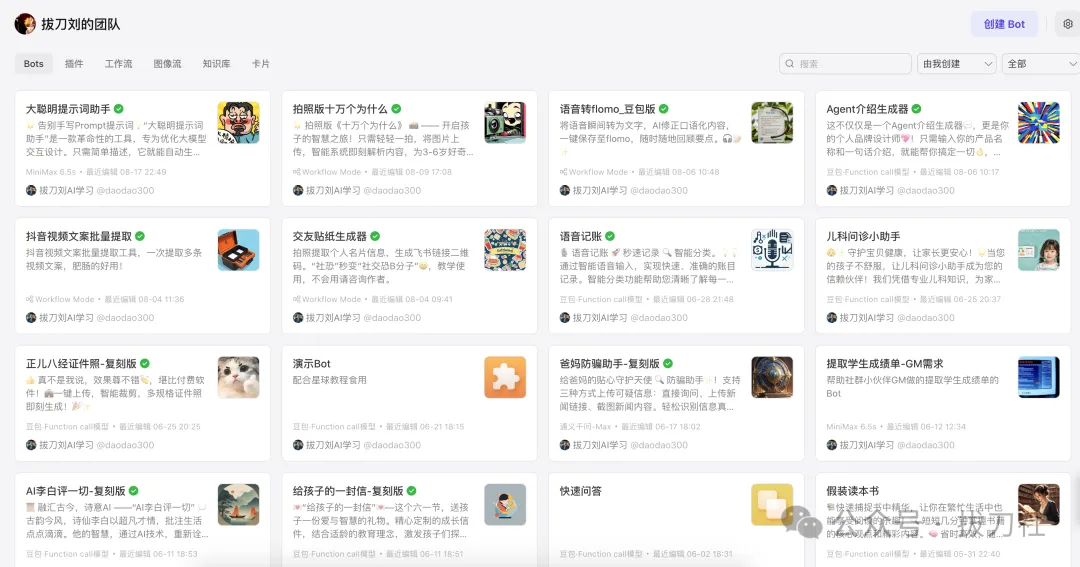 拔刀刘的团队
创建 Bot
Bots 插件 工作流 图像流 知识库 卡片
搜索 由我创建 全部
大聪明提示词助手
告别手写Prompt提示词，“大聪明提示词
助手”是一款革命性的工具，专为优化大模型
交互设计。只需简单描述，它就能自动生...
MiniMax 6.5s • 最近编辑 08-17 22:49
拔刀刘AI学习 @daodao300
拍照版十万个为什么
拍照版《十万个为什么》 —— 开启孩
子的智慧之旅！只需轻轻一拍，将图片上
传，智能系统即刻解析内容，为3-6岁好奇...
Workflow Mode • 最近编辑 08-09 17:08
拔刀刘AI学习 @daodao300
语音转flomo_豆包版
将语音瞬间转为文字，AI修正口语化内容，
一键保存至flomo，随时随地回顾要点。
Workflow Mode • 最近编辑 08-06 10:48
拔刀刘AI学习 @daodao300
Agent介绍生成器
这不仅仅是一个Agent介绍生成器，更是你
的个人品牌设计师！只需输入你的产品名
称和一句话介绍，就能帮你搞定一切，...
豆包·Function call模型 • 最近编辑 08-06 10:17
拔刀刘AI学习 @daodao300
抖音视频文案批量提取
抖音视频文案批量提取工具，一次提取多条
视频文案，肥肠的好用！
Workflow Mode • 最近编辑 08-04 11:36
拔刀刘AI学习 @daodao300
交友贴纸生成器
拍照提取个人名片信息，生成飞书链接二维
码。“社恐”秒变“社交恐B分子”，教学使
用，不会用请咨询作者。
Workflow Mode • 最近编辑 08-04 09:41
拔刀刘AI学习 @daodao300
语音记账
语音记账 秒速记录 智能分类。
通过智能语音输入，实现快速、准确的账目
记录。智能分类功能帮助您清晰了解每一...
豆包·Function call模型 • 最近编辑 06-28 21:48
拔刀刘AI学习 @daodao300
儿科问诊小助手
守护宝贝健康，让家长更安心！当您
的孩子不舒服，让儿科问诊小助手成为您的
信赖伙伴！我们凭借专业儿科知识，为家...
豆包·Function call模型 • 最近编辑 06-25 20:37
拔刀刘AI学习 @daodao300
正儿八经证件照-复刻版
真不是我说，效果尊不错，堪比付费软
件！一键上传，智能裁剪，多规格证件照
即刻生成！
豆包·Function call模型 • 最近编辑 06-25 20:25
拔刀刘AI学习 @daodao300
演示Bot
配合星球教程食用
豆包·Function call模型 • 最近编辑 06-21 18:15
拔刀刘AI学习 @daodao300
爸妈防骗助手-复刻版
给爸妈的贴心守护天使 防骗助手！支持
三种方式上传可疑信息：直接询问、上传新
闻链接、截图新闻内容。轻松识别信息真...
通义千问-Max • 最近编辑 06-17 18:02
拔刀刘AI学习 @daodao300
提取学生成绩单-GM需求
帮助社群小伙伴GM做的提取学生成绩单的
Bot
MiniMax 6.5s • 最近编辑 06-12 12:34
拔刀刘AI学习 @daodao300
AI李白评一切-复刻版
融汇古今，诗意AI ——“AI李白评一切”
古韵今风，诗仙李白以超凡才情，批注生活
点点滴滴。他的智慧，通过AI技术，重新诠...
豆包·Function call模型 • 最近编辑 06-11 18:53
给孩子的一封信-复刻版
“给孩子的一封信”—这个六一节，送孩
子一份爱与智慧的礼物。精心定制的成长信
件，结合适龄的教育理念，激发孩子们探...
豆包·Function call模型 • 最近编辑 06-11 18:51
快速问答
豆包·Function call模型 • 最近编辑 06-02 18:31
假装读本书
快速捕捉书中精华，让你在繁忙生活中也
豆包·Function call模型 • 最近编辑 05-31 22:40
公众号 · 拔刀社